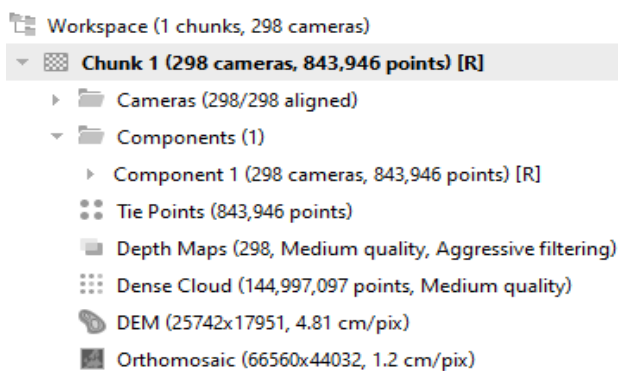 Workspace (1 chunks, 298 cameras)
Chunk 1 (298 cameras, 843,946 points) [R]
Cameras (298/298 aligned)
Components (1)
Component 1 (298 cameras, 843,946 points) [R]
Tie Points (843,946 points)
Depth Maps (298, Medium quality, Aggressive filtering)
Dense Cloud (144,997,097 points, Medium quality)
DEM (25742x17951, 4.81 cm/pix)
Orthomosaic (66560x44032, 1.2 cm/pix)